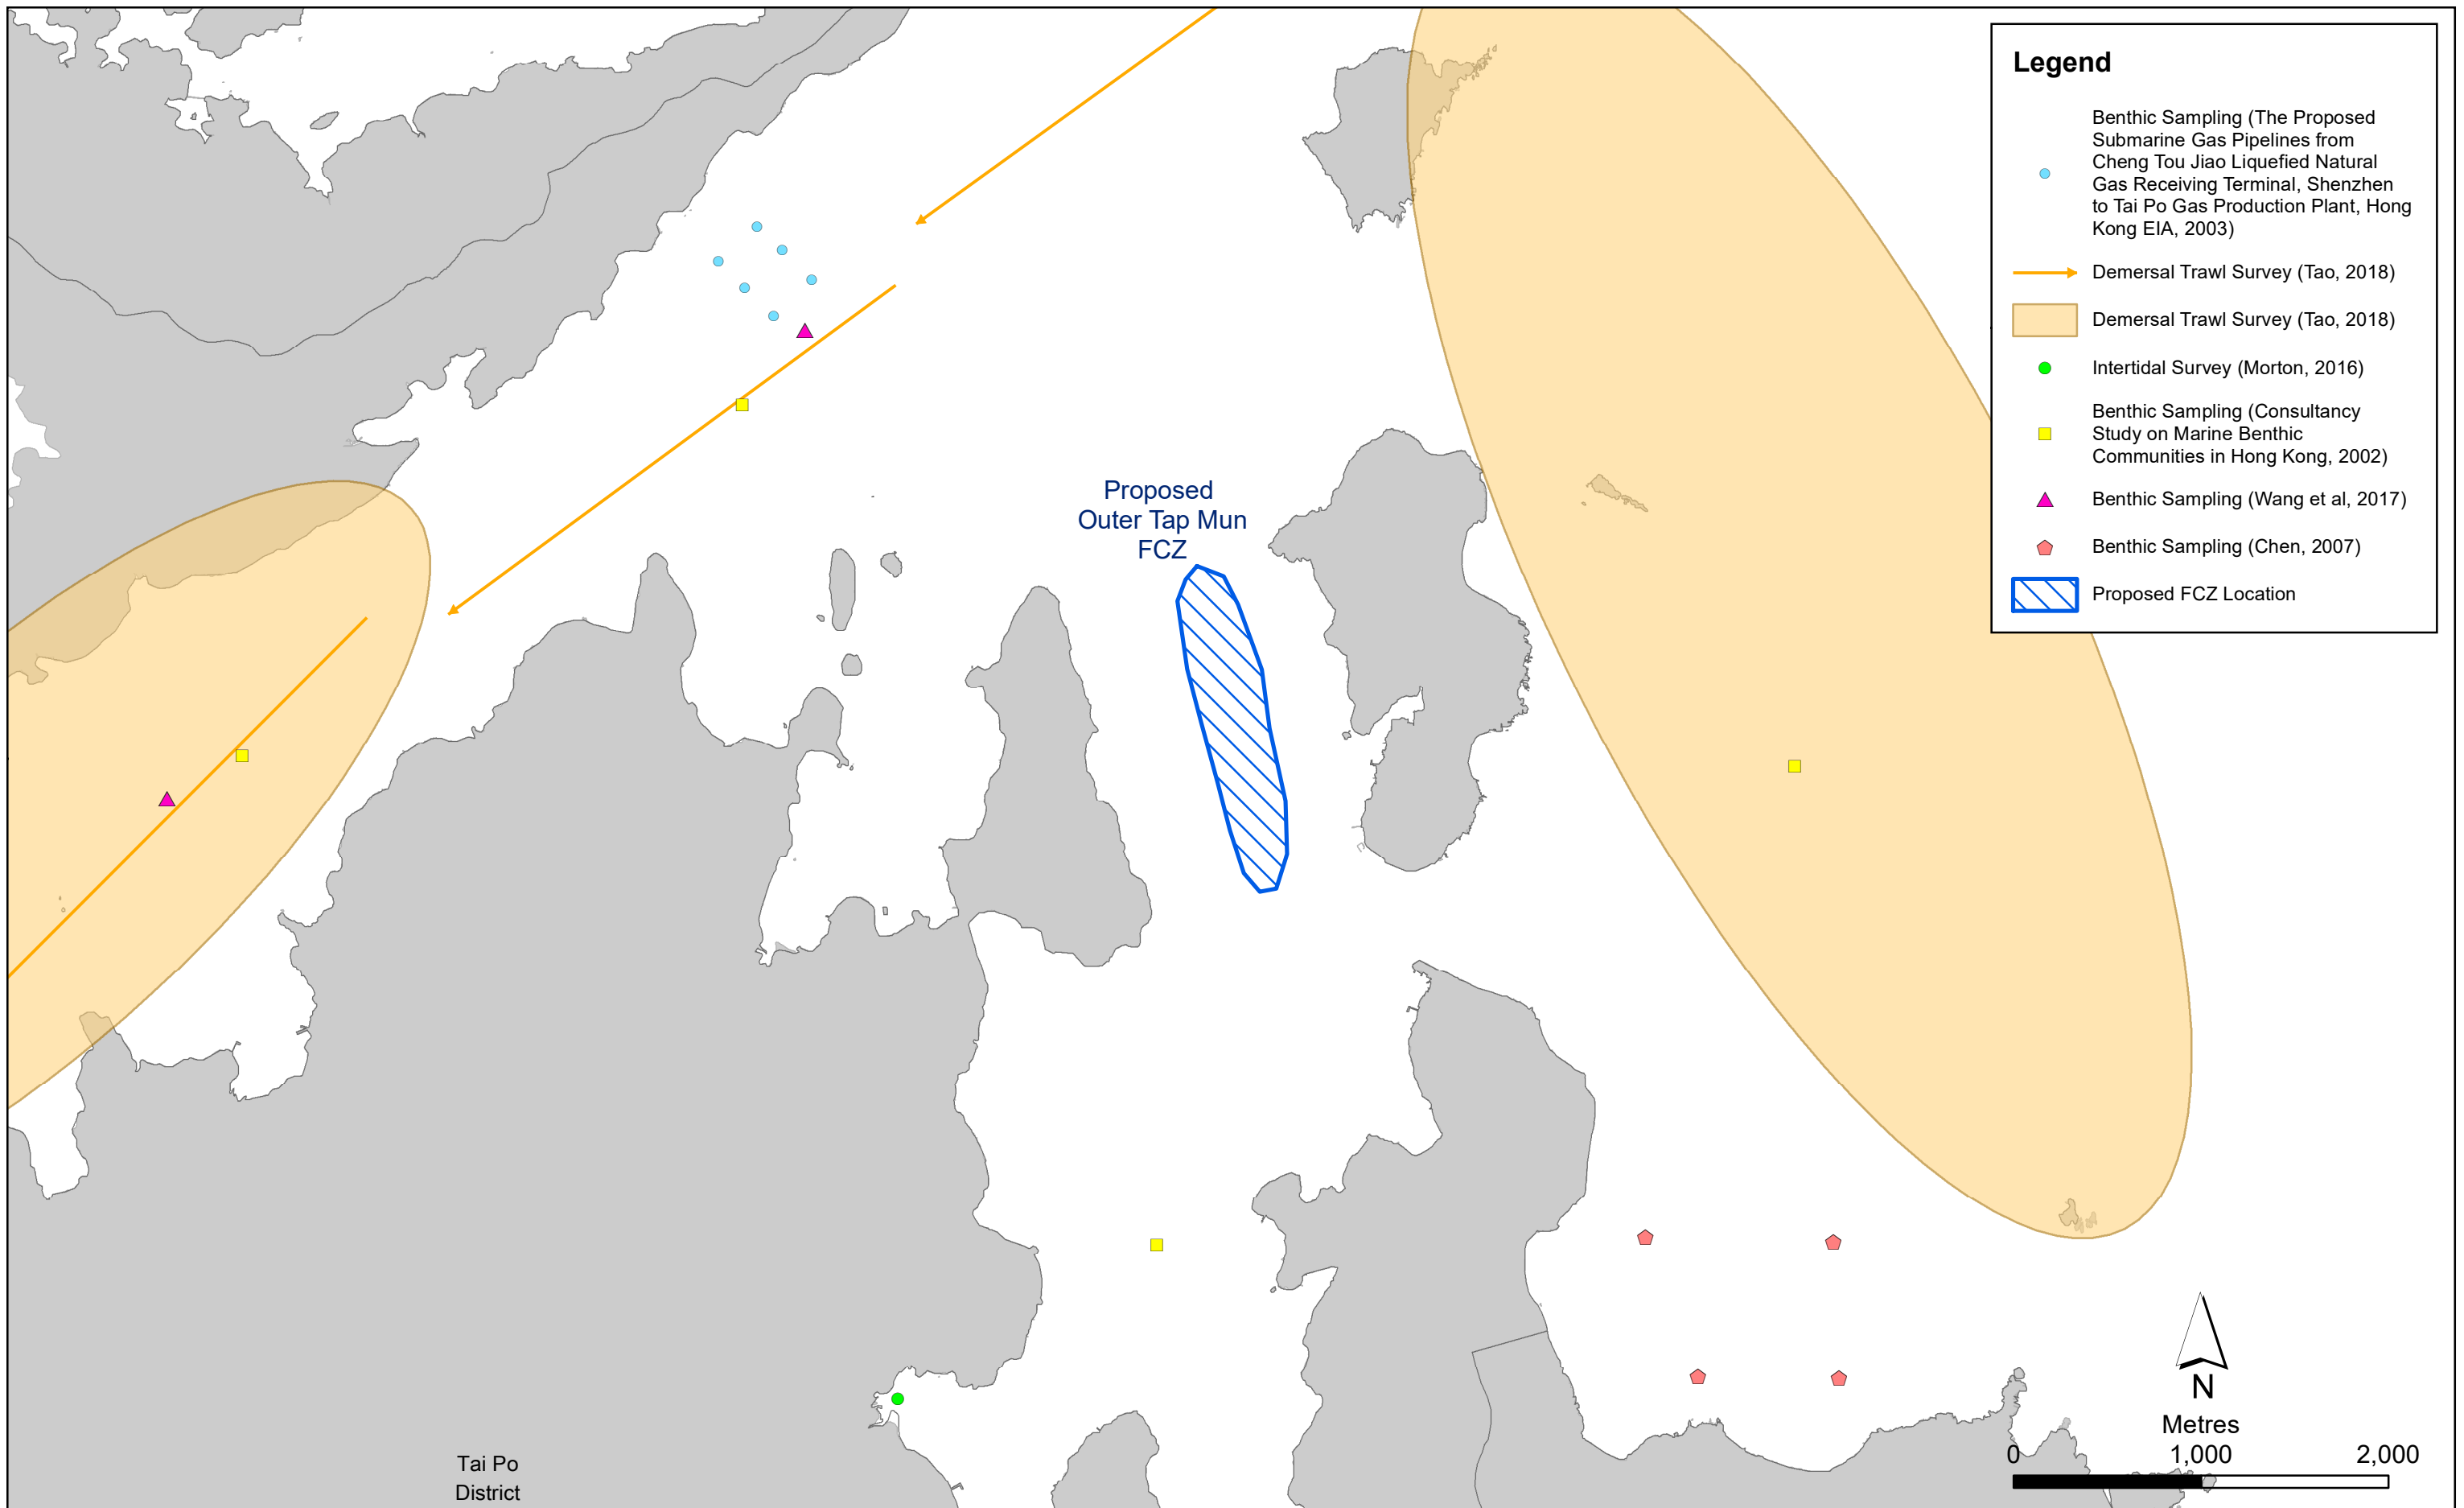 Legend
Benthic Sampling (The Proposed
Submarine Gas Pipelines from
Cheng Tou Jiao Liquefied Natural
Gas Receiving Terminal, Shenzhen
to Tai Po Gas Production Plant, Hong
Kong EIA, 2003)
Demersal Trawl Survey (Tao, 2018)
Demersal Trawl Survey (Tao, 2018)
Intertidal Survey (Morton, 2016)
Benthic Sampling (Consultancy
Study on Marine Benthic
Communities in Hong Kong, 2002)
Benthic Sampling (Wang et al, 2017)
Benthic Sampling (Chen, 2007)
Proposed FCZ Location
Proposed
Outer Tap Mun
FCZ
N
Metres
0 1,000 2,000
Tai Po
District